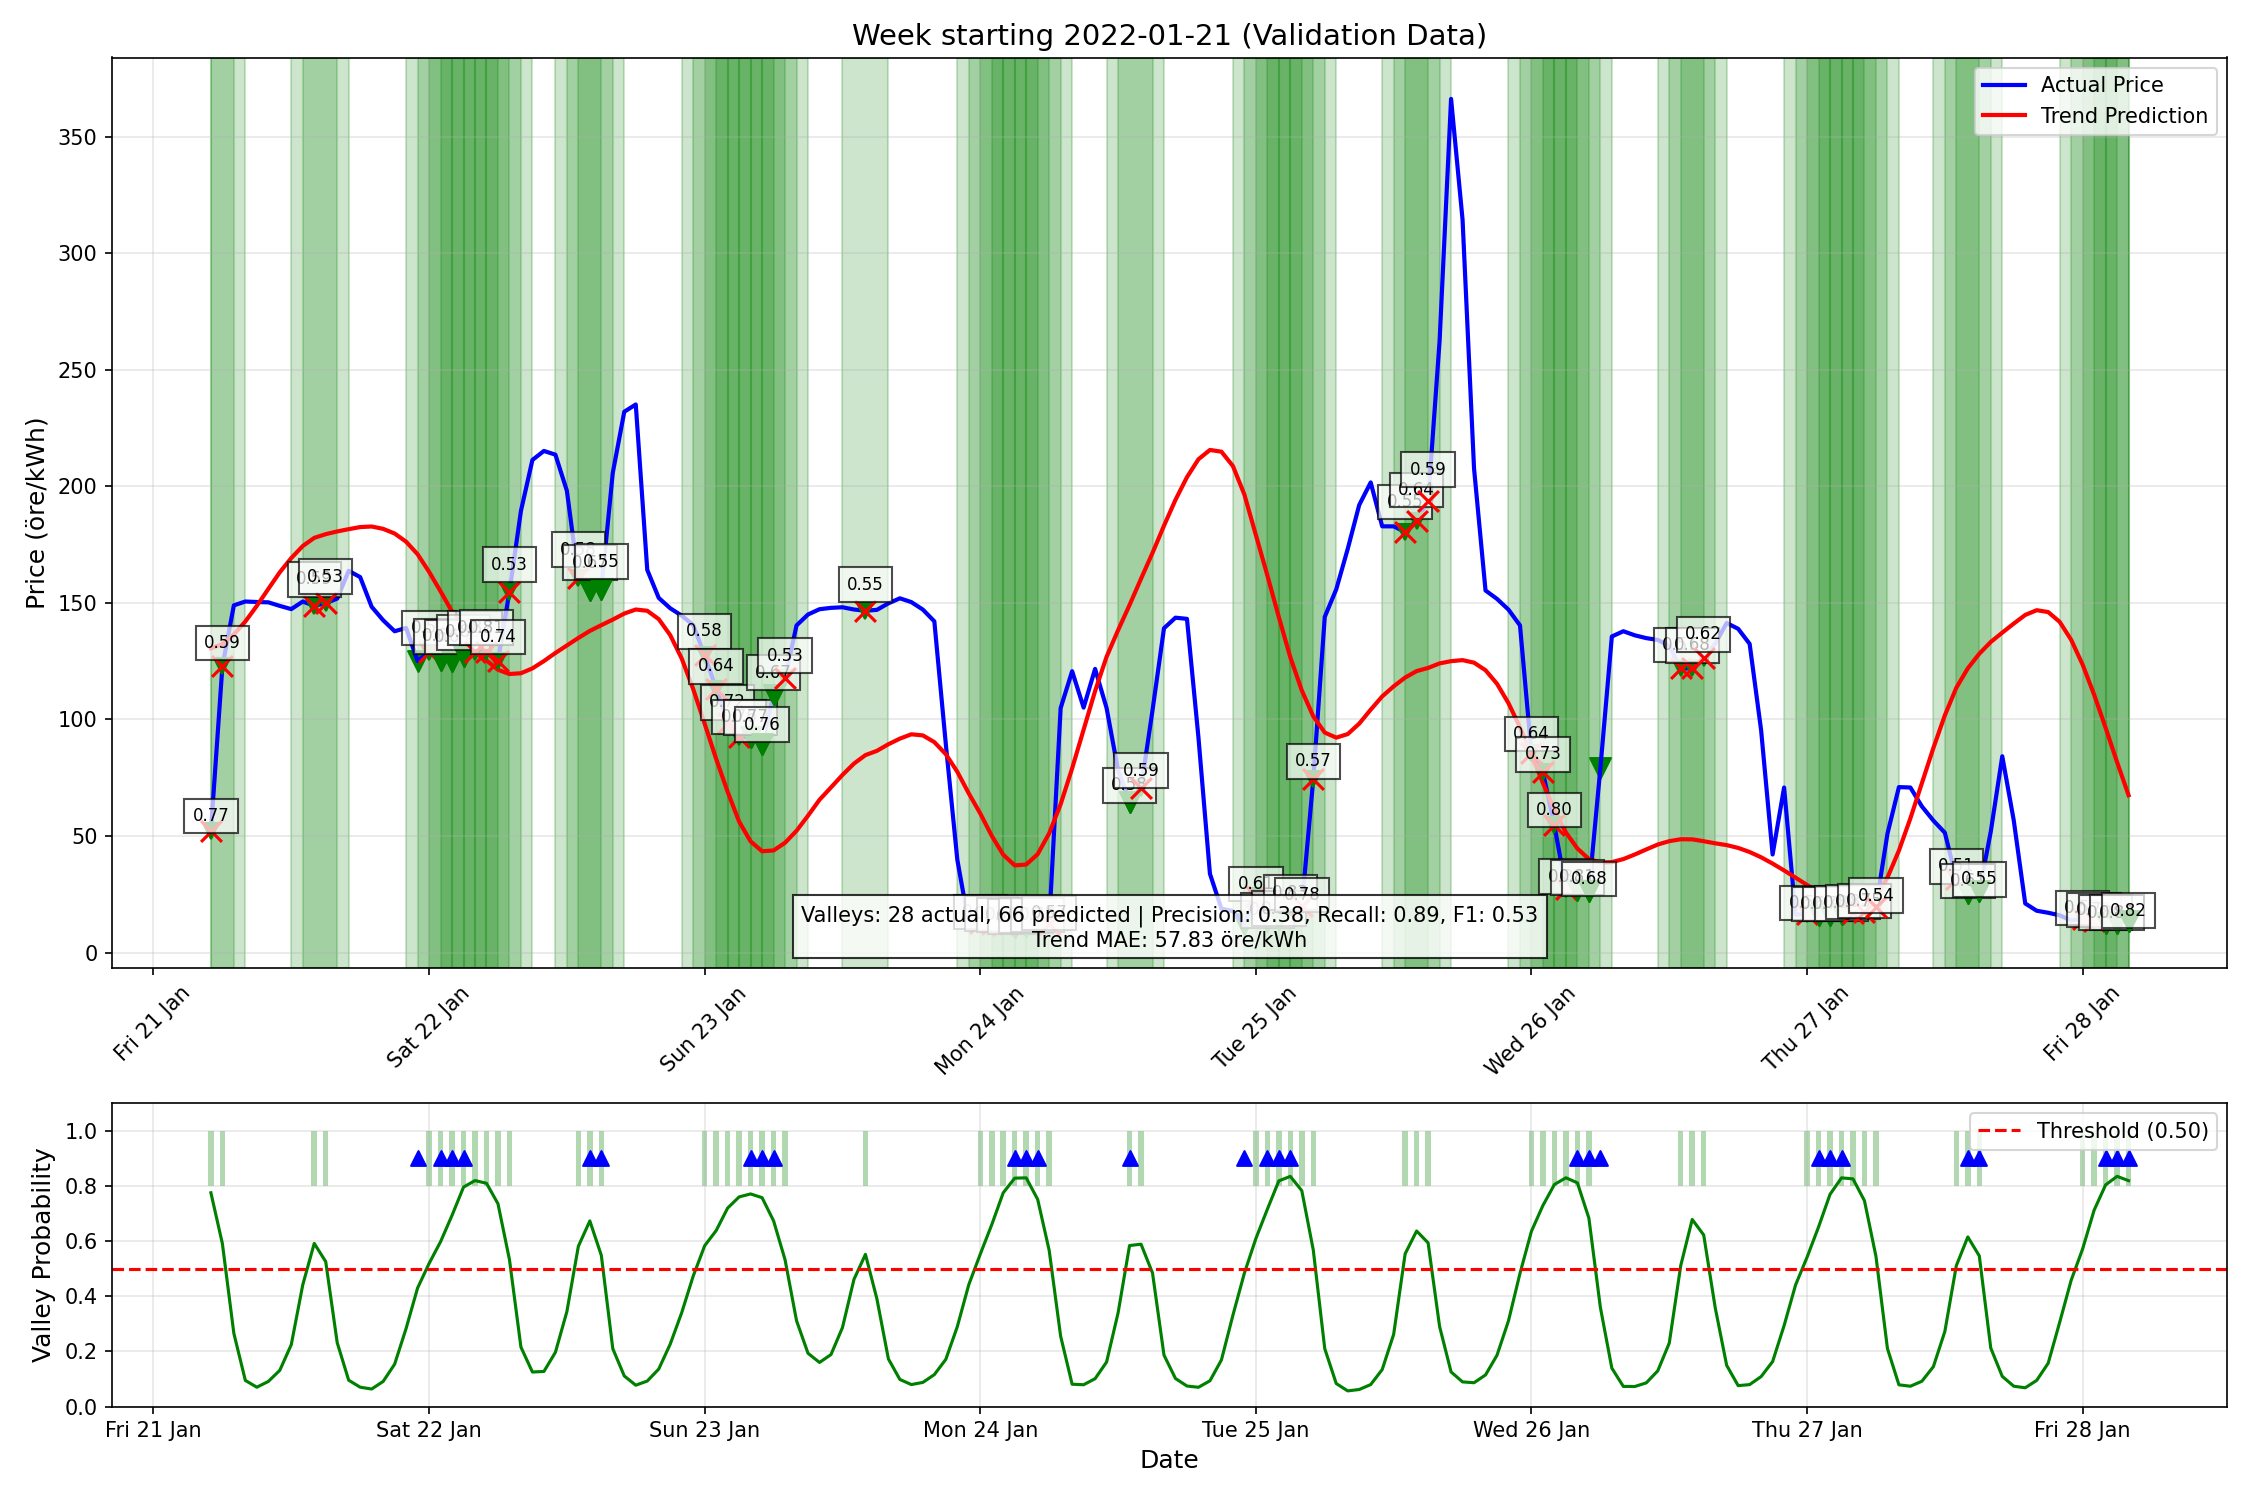 Week starting 2022-01-21 (Validation Data)
Price (öre/kWh)
350
300
250
200
150
100
50
0
Actual Price
Trend Prediction
0.77
0.59
0.53
0.74
0.53
0.55
0.58
0.64
0.76
0.53
0.55
0.59
0.57
0.78
0.59
0.64
0.73
0.80
0.68
0.62
0.54
0.55
0.82
Valleys: 28 actual, 66 predicted | Precision: 0.38, Recall: 0.89, F1: 0.53
Trend MAE: 57.83 öre/kWh
Fri 21 Jan
Sat 22 Jan
Sun 23 Jan
Mon 24 Jan
Tue 25 Jan
Wed 26 Jan
Thu 27 Jan
Fri 28 Jan
Valley Probability
1.0
0.8
0.6
0.4
0.2
0.0
Threshold (0.50)
Fri 21 Jan
Sat 22 Jan
Sun 23 Jan
Mon 24 Jan
Tue 25 Jan
Wed 26 Jan
Thu 27 Jan
Fri 28 Jan
Date